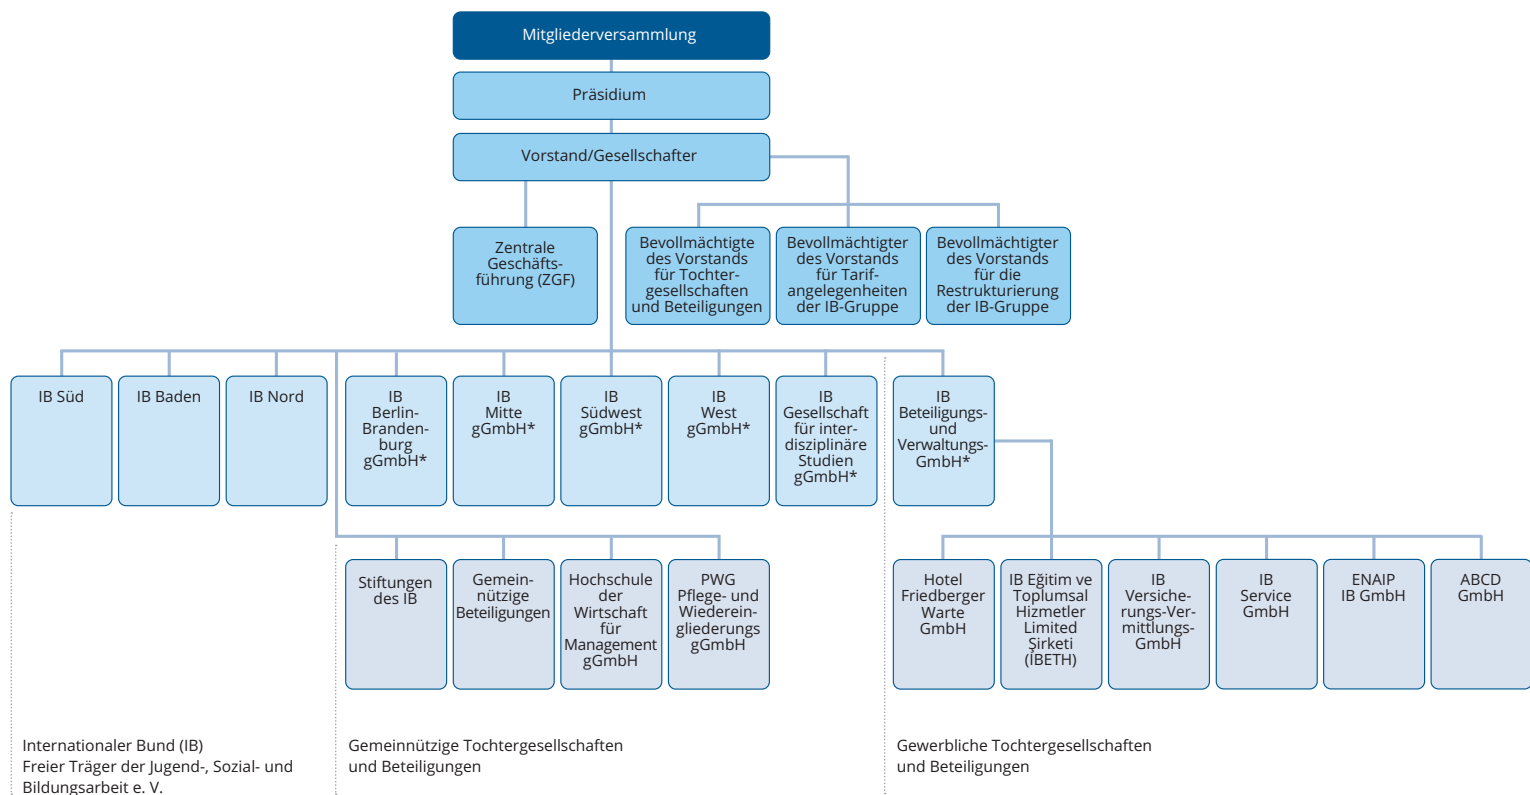 Mitgliederversammlung
Präsidium
Vorstand/Gesellschafter
Zentrale
Geschäfts-
führung (ZGF)
Bevollmächtigte
des Vorstands
für Tochter-
gesellschaften
und Beteiligungen
Bevollmächtigter
des Vorstands
für Tarif-
angelegenheiten
der IB-Gruppe
Bevollmächtigter
des Vorstands
für die
Restrukturierung
der IB-Gruppe
IB Süd
IB Baden
IB Nord
IB
Berlin-
Branden-
burg
gGmbH*
IB
Mitte
gGmbH*
IB
Südwest
gGmbH*
IB
West
gGmbH*
IB
Gesellschaft
für inter-
disziplinäre
Studien
gGmbH*
IB
Beteiligungs-
und
Verwaltungs-
GmbH*
Stiftungen
des IB
Gemein-
nützige
Beteiligungen
Hochschule
der
Wirtschaft
für
Management
gGmbH
PWG
Pflege- und
Wiederein-
gliederungs
gGmbH
Hotel
Friedberger
Warte
GmbH
IB Eğitim ve
Toplumsal
Hizmetler
Limited
Şirketi
(İBETH)
IB
Versiche-
rungs-Ver-
mittlungs-
GmbH
IB
Service
GmbH
ENAIP
IB GmbH
ABCD
GmbH
Internationaler Bund (IB)
Freier Träger der Jugend-, Sozial- und
Bildungsarbeit e. V.
Gemeinnützige Tochtergesellschaften
und Beteiligungen
Gewerbliche Tochtergesellschaften
und Beteiligungen